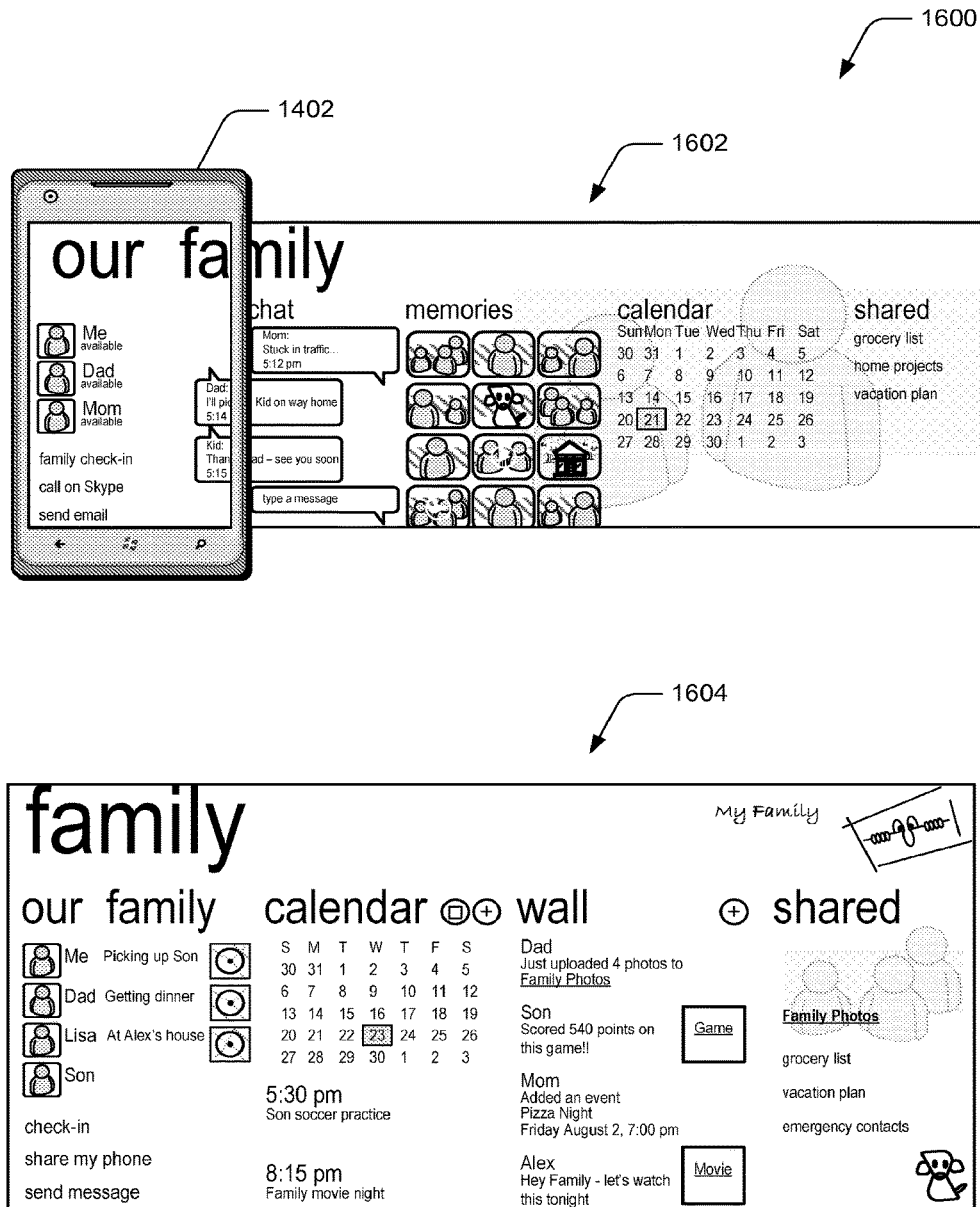 1600
1402
1602
our family
Me
available
Dad
available
Mom
available
family check-in
call on Skype
send email
chat
Mom:
Stuck in traffic...
5:12 pm
Dad:
I'll pic Kid on way home
5:14
Kid:
Than ad – see you soon
5:15
type a message
memories
calendar
Sun Mon Tue Wed Thu Fri Sat
30 31 1 2 3 4 5
6 7 8 9 10 11 12
13 14 15 16 17 18 19
20 21 22 23 24 25 26
27 28 29 30 1 2 3
shared
grocery list
home projects
vacation plan
1604
family
My Family
our family
Me Picking up Son
Dad Getting dinner
Lisa At Alex's house
Son
check-in
share my phone
send message
calendar
S M T W T F S
30 31 1 2 3 4 5
6 7 8 9 10 11 12
13 14 15 16 17 18 19
20 21 22 23 24 25 26
27 28 29 30 1 2 3
5:30 pm
Son soccer practice
8:15 pm
Family movie night
wall
Dad
Just uploaded 4 photos to
Family Photos
Son
Scored 540 points on
this game!!
Game
Mom
Added an event
Pizza Night
Friday August 2, 7:00 pm
Alex
Hey Family - let's watch
this tonight
Movie
shared
Family Photos
grocery list
vacation plan
emergency contacts